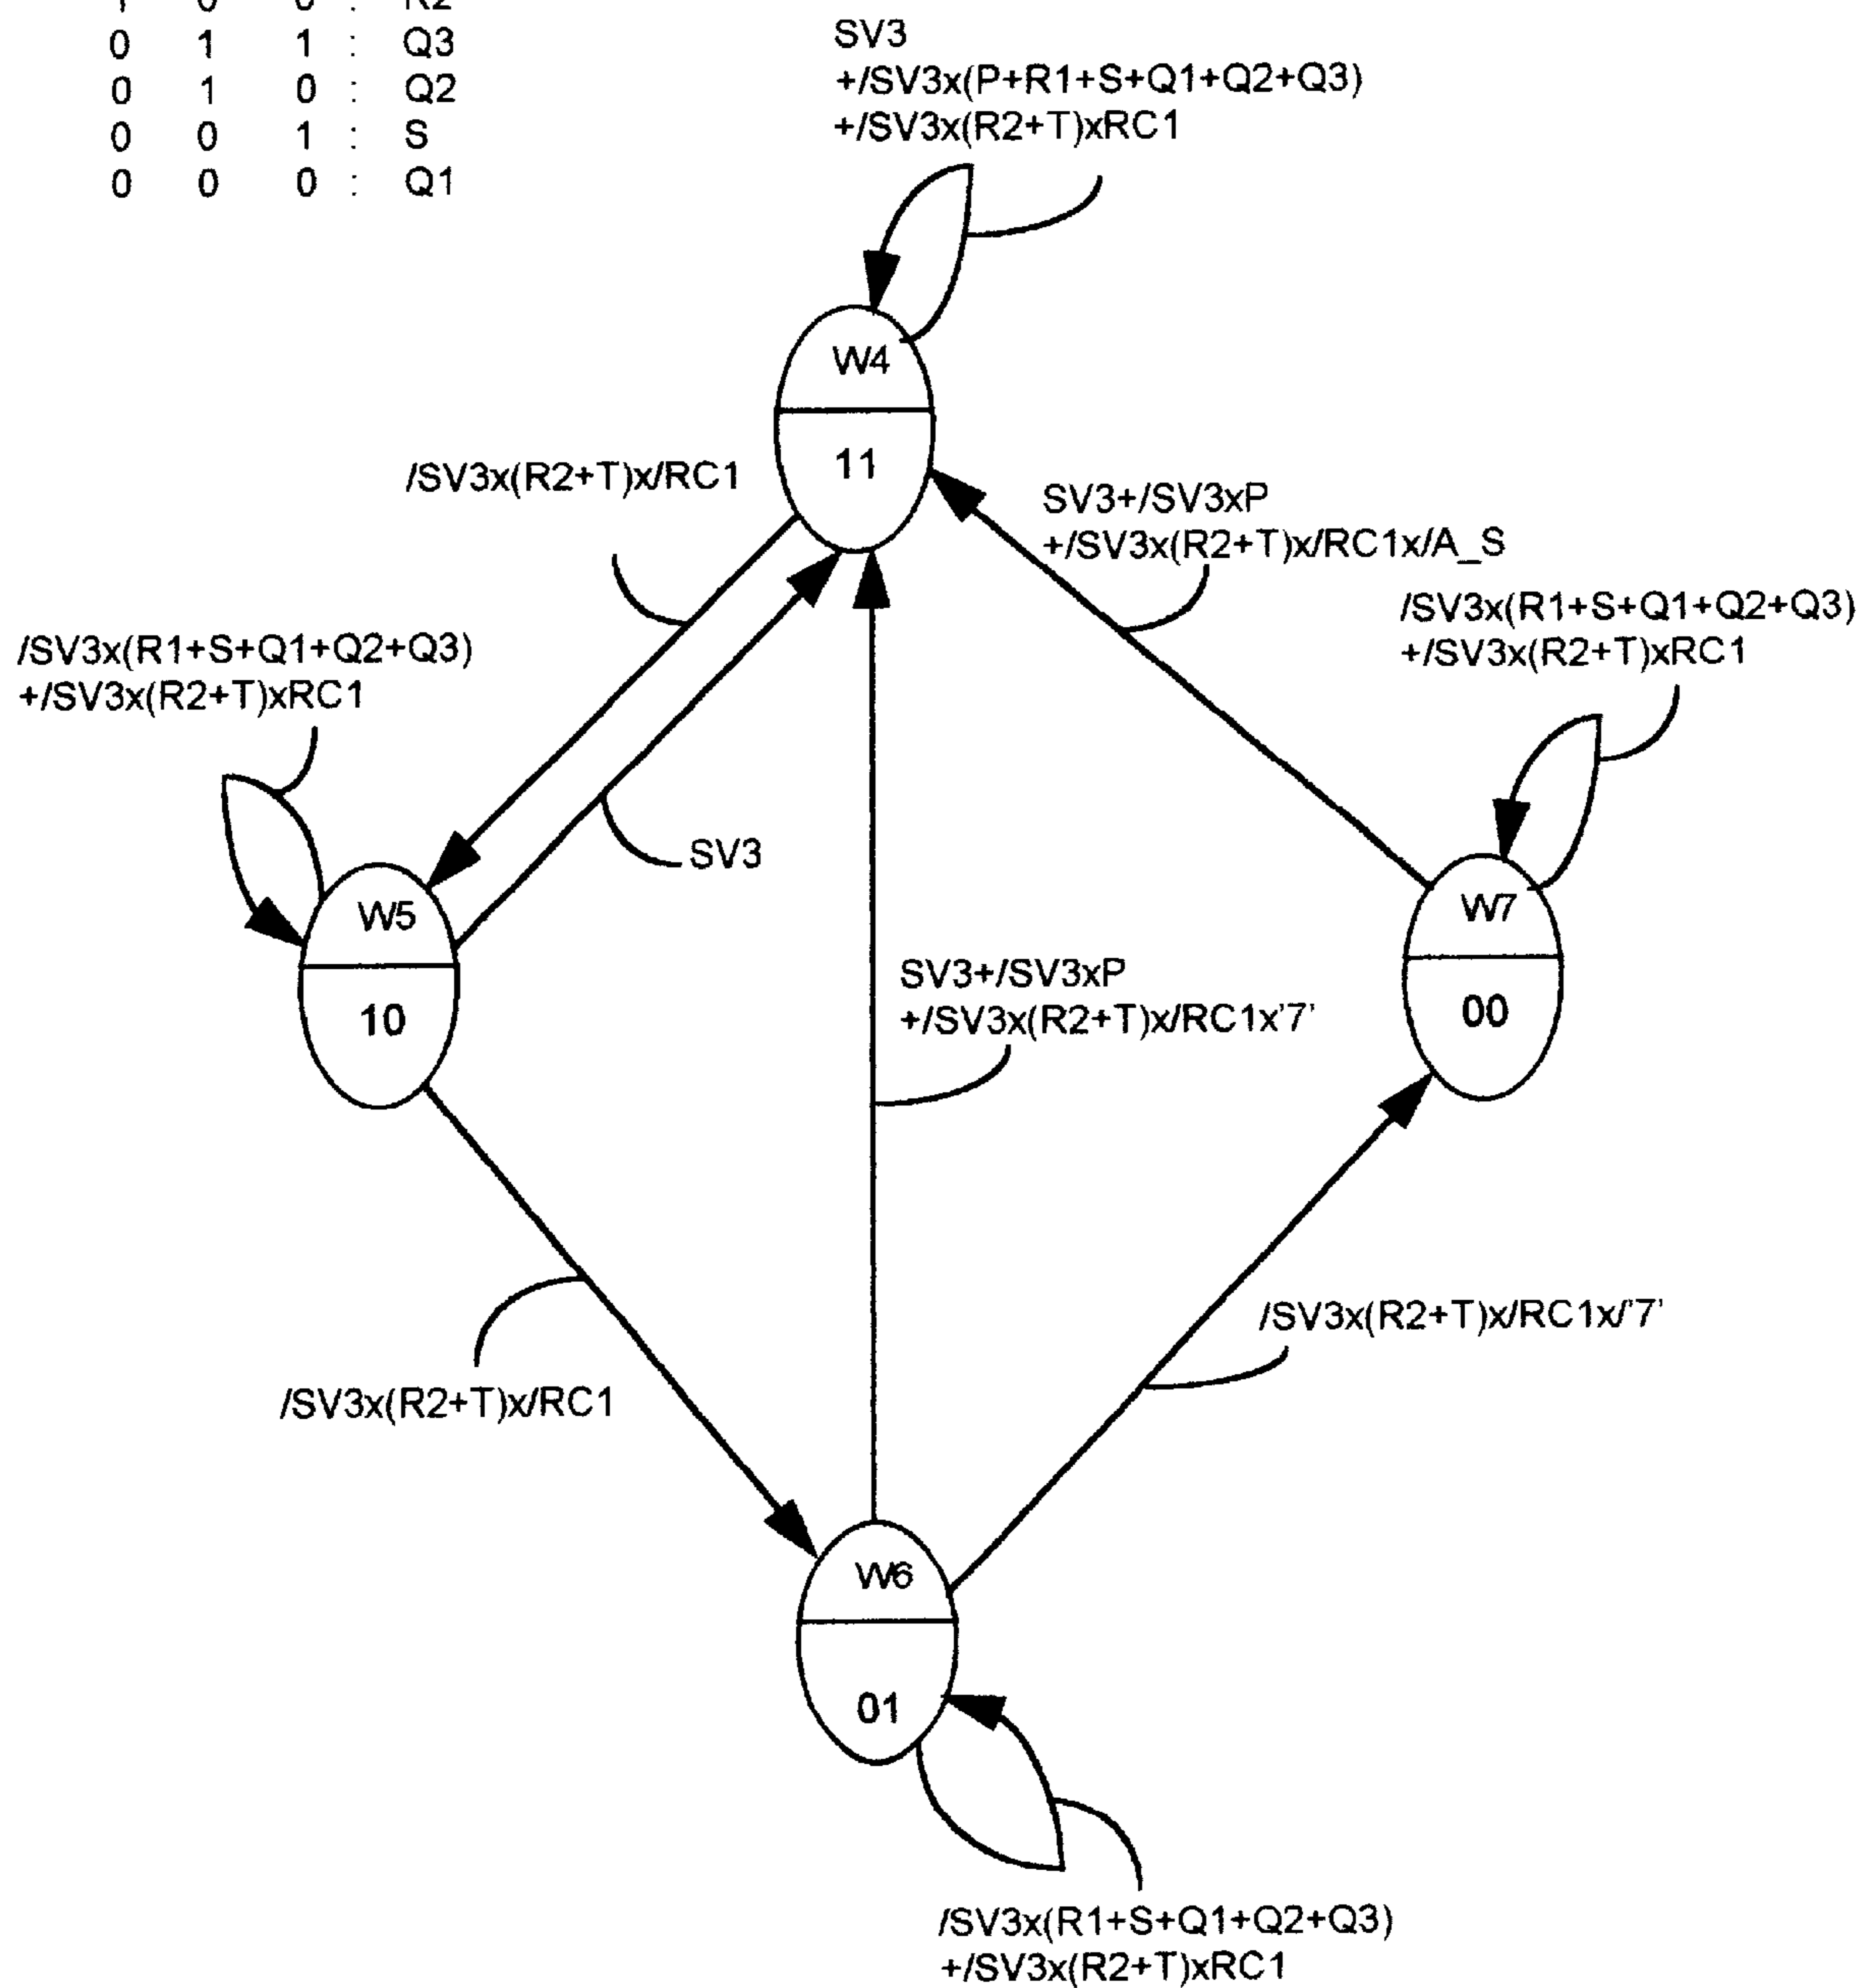 1 0 0 : R2
0 1 1 : Q3
0 1 0 : Q2
0 0 1 : S
0 0 0 : Q1
SV3
+/SV3x(P+R1+S+Q1+Q2+Q3)
+/SV3x(R2+T)xRC1
W4
11
/SV3x(R2+T)x/RC1
SV3+/SV3xP
+/SV3x(R2+T)x/RC1x/A_S
/SV3x(R1+S+Q1+Q2+Q3)
+/SV3x(R2+T)xRC1
/SV3x(R1+S+Q1+Q2+Q3)
+/SV3x(R2+T)xRC1
SV3
W5
10
W7
00
SV3+/SV3xP
+/SV3x(R2+T)x/RC1x'7'
/SV3x(R2+T)x/RC1x/'7'
/SV3x(R2+T)x/RC1
W6
01
/SV3x(R1+S+Q1+Q2+Q3)
+/SV3x(R2+T)xRC1